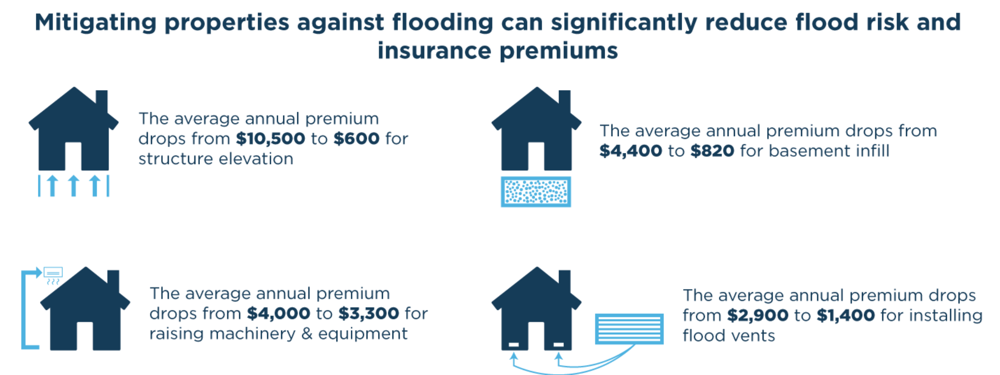 Mitigating properties against flooding can significantly reduce flood risk and
insurance premiums
The average annual premium
drops from $10,500 to $600 for
structure elevation
The average annual premium drops from
$4,400 to $820 for basement infill
The average annual premium
drops from $4,000 to $3,300 for
raising machinery & equipment
The average annual premium drops
from $2,900 to $1,400 for installing
flood vents